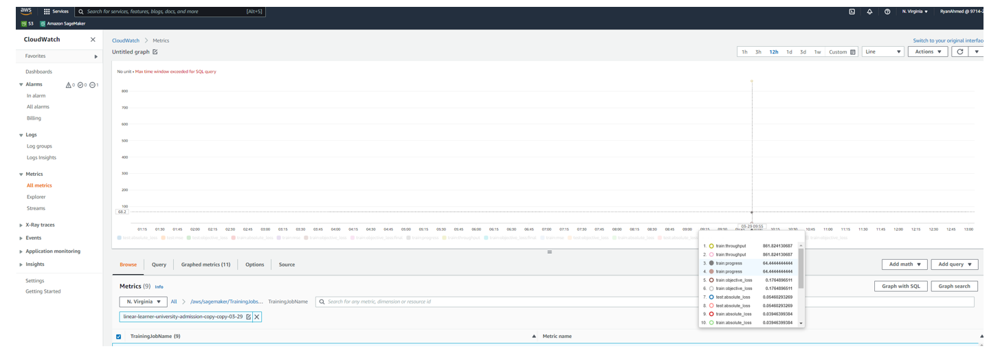 aws Services Search for services, features, blogs, docs, and more [Alt+S] N. Virginia ▼ RyanAhmed @ 9714-2
S3 Amazon SageMaker
CloudWatch
Favorites
Dashboards
Alarms 0 0 1
In alarm
All alarms
Billing
Logs
Log groups
Logs Insights
Metrics
All metrics
Explorer
Streams
X-Ray traces
Events
Application monitoring
Insights
Settings
Getting Started
CloudWatch > Metrics
Switch to your original interfac
Untitled graph
1h 3h 12h 1d 3d 1w Custom Line Actions
No unit • Max time window exceeded for SQL query
800
700
600
500
400
300
200
100
68.2
01:15 01:30 01:45 02:00 02:15 02:30 02:45 03:00 03:15 03:30 03:45 04:00 04:15 04:30 04:45 05:00 05:15 05:30 05:45 06:00 06:15 06:30 06:45 07:00 07:15 07:30 07:45 08:00 08:15 08:30 08:45 09:00 09:15 09:30 09:45 10:15 10:30 10:45 11:00 11:15 11:30 11:45 12:00 12:15 12:30 12:45 13:00
03-29 09:55
test:absolute_loss test:mse test:objective_loss train:absolute_loss train:mse train:objective_loss train:objective_loss:final train:progress train:throughput test:objective_loss:final train:mse test:objective_loss train:absolute_loss test:absolute_loss train:objective_loss
1. train:throughput 861.824130687
2. train:throughput 861.824130687
3. train:progress 64.4444444444
4. train:progress 64.4444444444
5. train:objective_loss 0.1764896511
6. train:objective_loss 0.1764896511
7. test:absolute_loss 0.05460293269
8. test:absolute_loss 0.05460293269
9. train:absolute_loss 0.03946399384
10. train:absolute_loss 0.03946399384
Browse Query Graphed metrics (11) Options Source Add math ▼ Add query ▼
Metrics (9) Info Graph with SQL Graph search
N. Virginia ▼ All > /aws/sagemaker/TrainingJobs... TrainingJobName Search for any metric, dimension or resource id
linear-learner-university-admission-copy-copy-03-29
TrainingJobName (9) Metric name